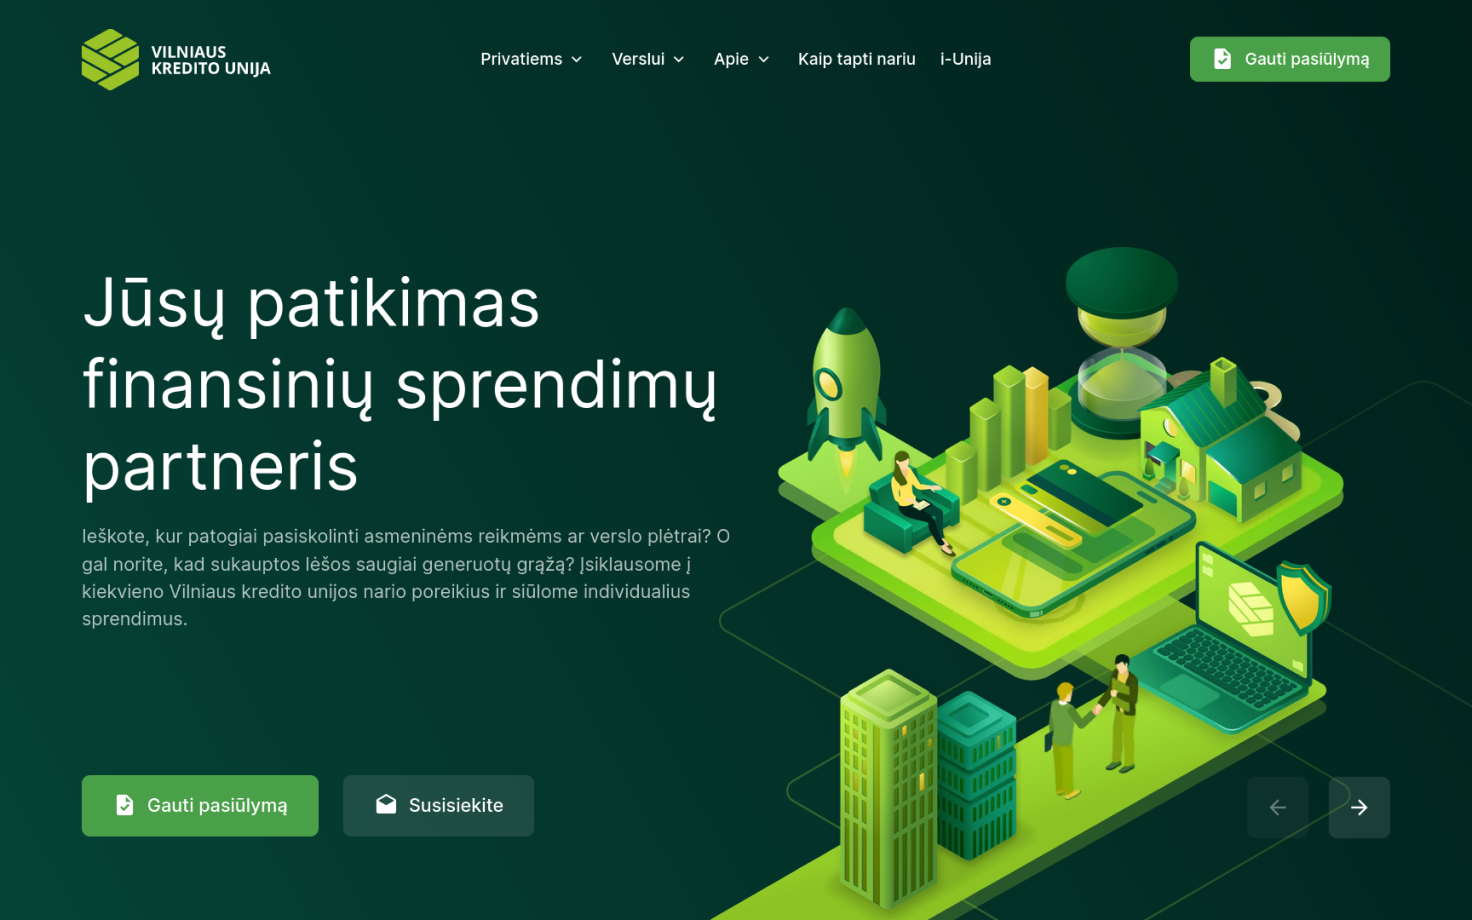 VILNIAUS
KREDITO UNIJA
Privatiems
Verslui
Apie
Kaip tapti nariu
i-Unija
Gauti pasiūlymą
Jūsų patikimas
finansinių sprendimų
partneris
Ieškote, kur patogiai pasiskolinti asmeninėms reikmėms ar verslo plėtrai? O
gal norite, kad sukauptos lėšos saugiai generuotų grąžą? Įsiklausome į
kiekvieno Vilniaus kredito unijos nario poreikius ir siūlome individualius
sprendimus.
Gauti pasiūlymą
Susisiekite